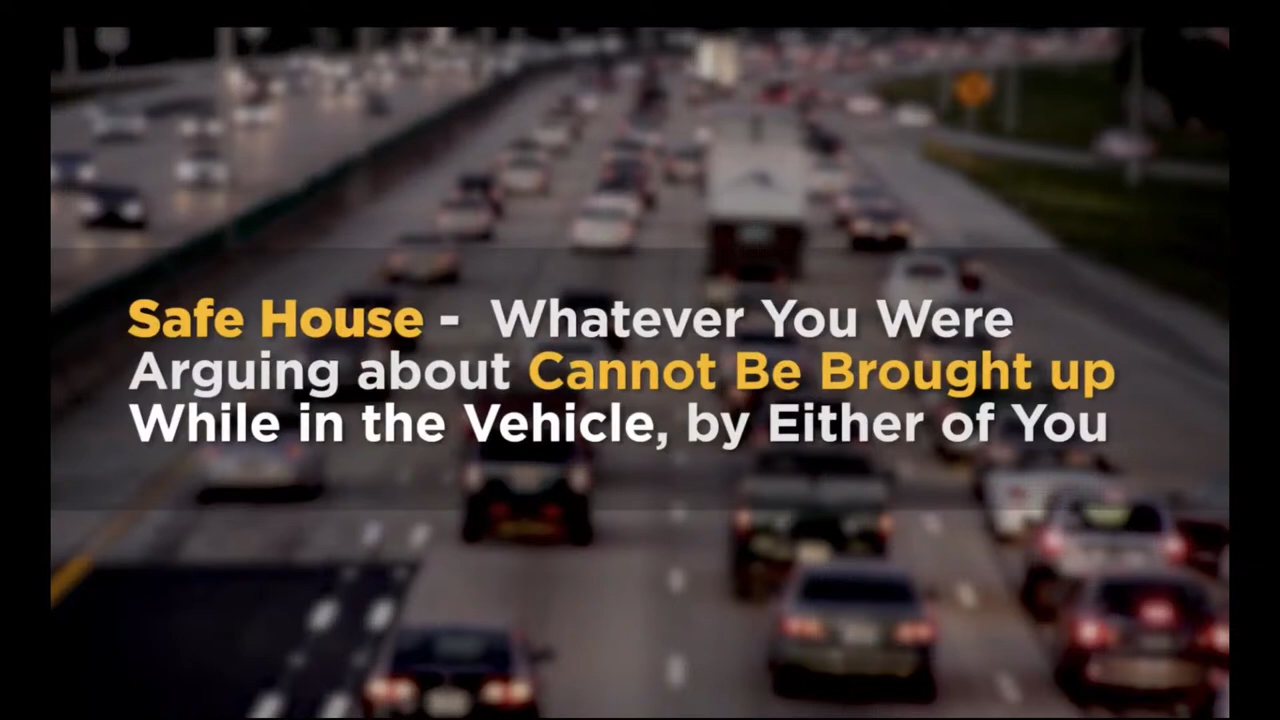 Safe House -  Whatever You Were
Arguing about Cannot Be Brought up
While in the Vehicle, by Either of You